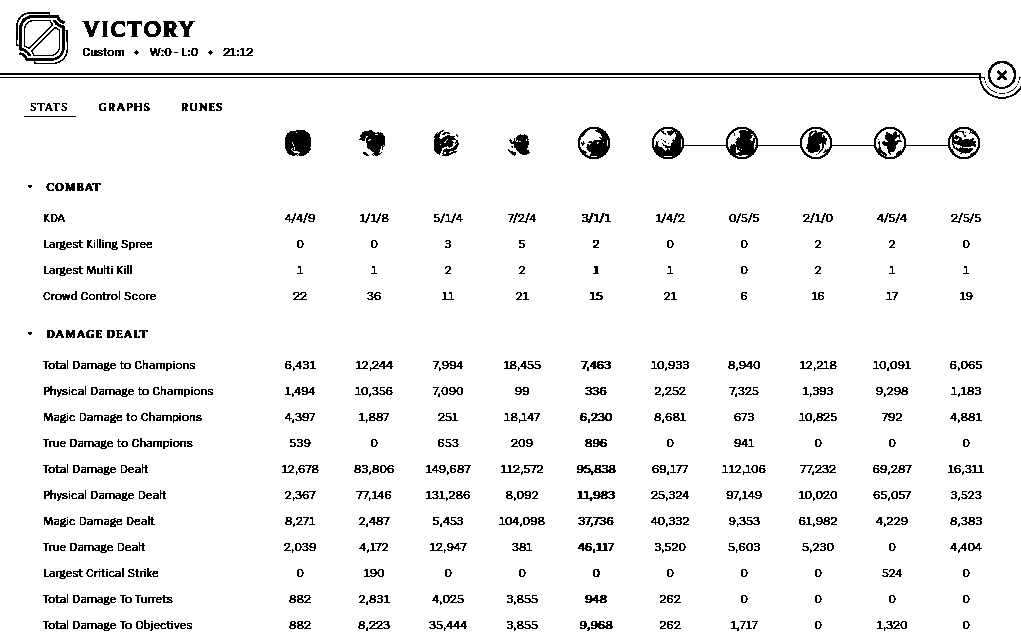 VICTORY
Custom • W:0 - L:0 • 21:12
STATS GRAPHS RUNES
COMBAT
KDA 4/4/9 1/1/8 5/1/4 7/2/4 3/1/1 1/4/2 0/5/5 2/1/0 4/5/4 2/5/5
Largest Killing Spree 0 0 3 5 2 0 0 2 2 0
Largest Multi Kill 1 1 2 2 1 1 0 2 1 1
Crowd Control Score 22 36 11 21 15 21 6 16 17 19
DAMAGE DEALT
Total Damage to Champions 6,431 12,244 7,994 18,455 7,463 10,933 8,940 12,218 10,091 6,065
Physical Damage to Champions 1,494 10,356 7,090 99 336 2,252 7,325 1,393 9,298 1,183
Magic Damage to Champions 4,397 1,887 251 18,147 6,230 8,681 673 10,825 792 4,881
True Damage to Champions 539 0 653 209 896 0 941 0 0 0
Total Damage Dealt 12,678 83,806 149,687 112,572 95,838 69,177 112,106 77,232 69,287 16,311
Physical Damage Dealt 2,367 77,146 131,286 8,092 11,983 25,324 97,149 10,020 65,057 3,523
Magic Damage Dealt 8,271 2,487 5,453 104,098 37,736 40,332 9,353 61,982 4,229 8,383
True Damage Dealt 2,039 4,172 12,947 381 46,117 3,520 5,603 5,230 0 4,404
Largest Critical Strike 0 190 0 0 0 0 0 0 524 0
Total Damage To Turrets 882 2,831 4,025 3,855 948 262 0 0 0 0
Total Damage To Objectives 882 8,223 35,444 3,855 9,968 262 1,717 0 1,320 0